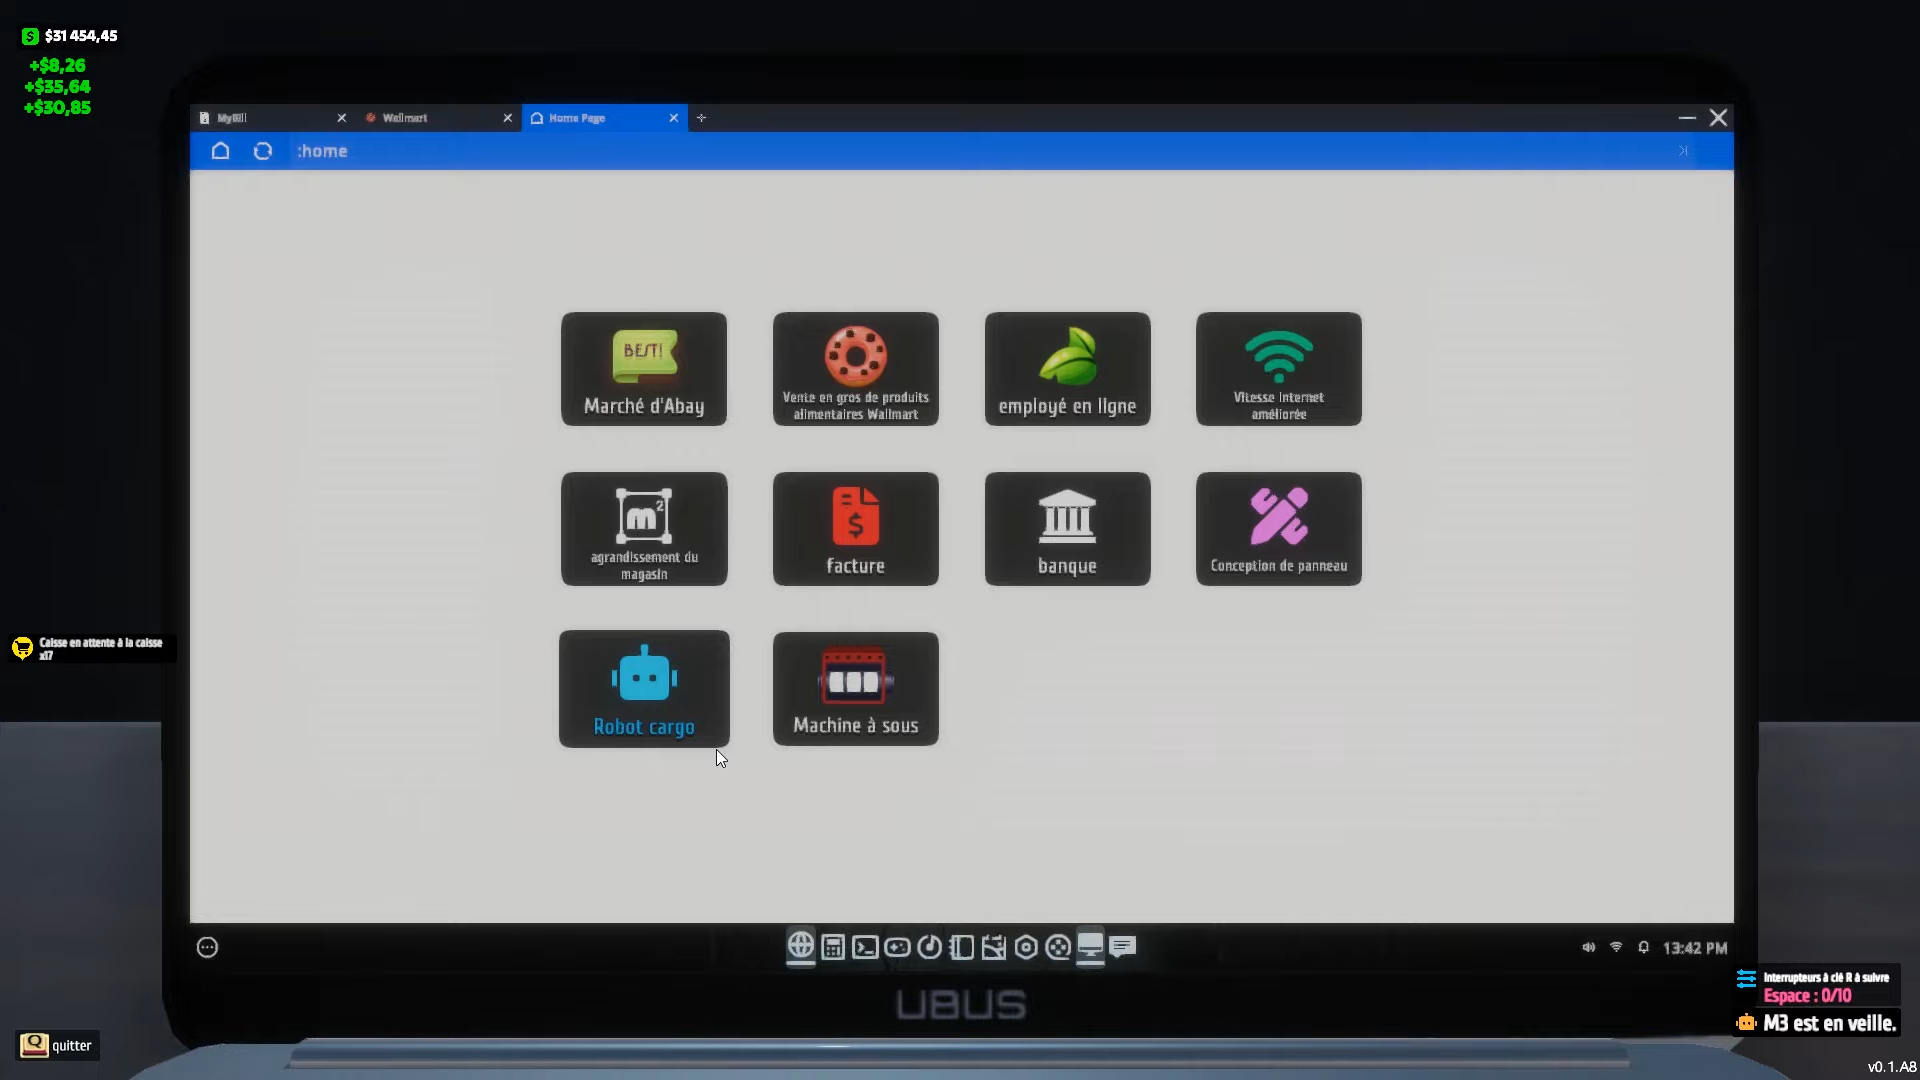 $31 454,45
+$8,26
+$35,64
+$30,85
MyBill
Wallmart
Home Page
:home
BEST!
Marché d'Abay
Vente en gros de produits
alimentaires Wallmart
employé en ligne
Vitesse Internet
améliorée
m²
agrandissement du
magasin
facture
banque
Conception de panneau
Robot cargo
Machine à sous
Caisse en attente à la caisse
x17
13:42 PM
UBUS
Interrupteurs à clé R à suivre
Espace : 0/10
M3 est en veille.
Q quitter
v0.1.A8